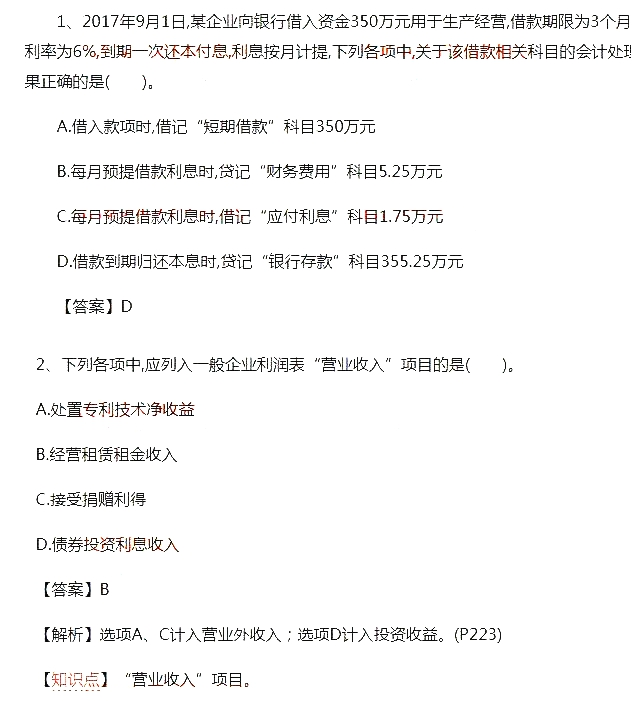 1、2017年9月1日,某企业向银行借入资金350万元用于生产经营,借款期限为3个月
利率为6%,到期一次还本付息,利息按月计提,下列各项中,关于该借款相关科目的会计处理
果正确的是(  )。
A.借入款项时,借记“短期借款”科目350万元
B.每月预提借款利息时,贷记“财务费用”科目5.25万元
C.每月预提借款利息时,借记“应付利息”科目1.75万元
D.借款到期归还本息时,贷记“银行存款”科目355.25万元
【答案】D
2、下列各项中,应列入一般企业利润表“营业收入”项目的是(  )。
A.处置专利技术净收益
B.经营租赁租金收入
C.接受捐赠利得
D.债券投资利息收入
【答案】B
【解析】选项A、C计入营业外收入；选项D计入投资收益。(P223)
【知识点】“营业收入”项目。